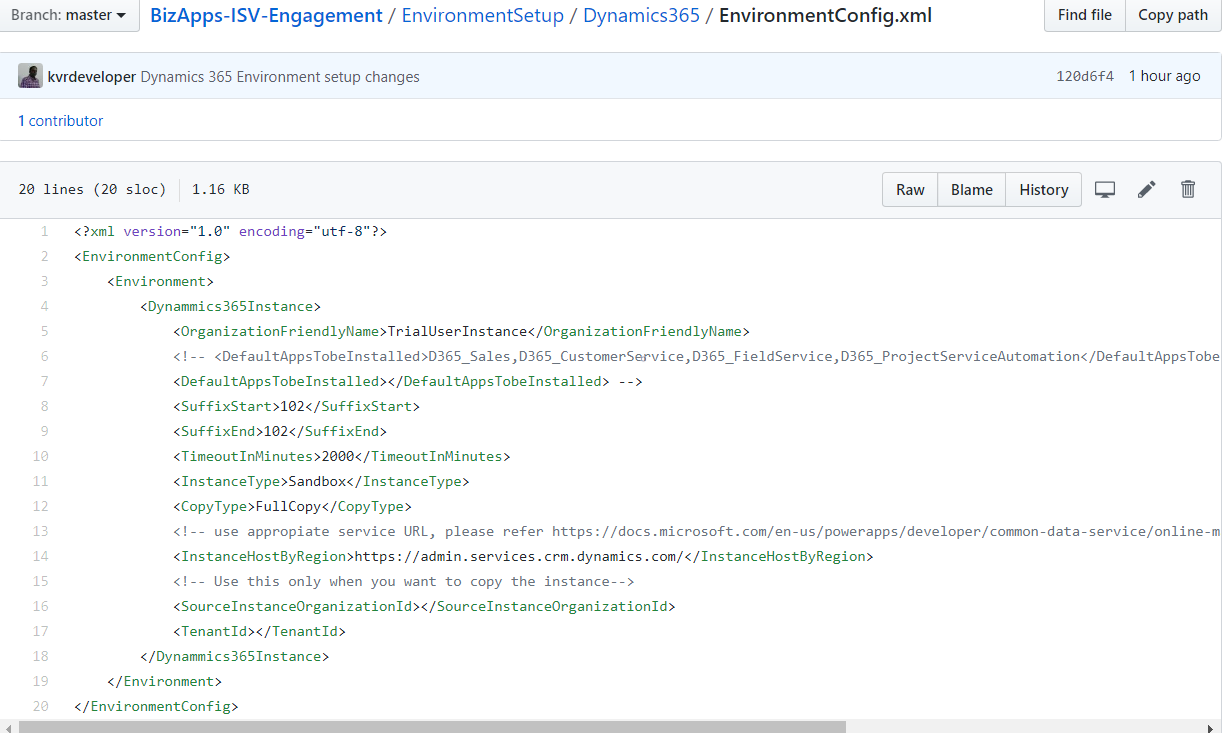 Branch: master
BizApps-ISV-Engagement / EnvironmentSetup / Dynamics365 / EnvironmentConfig.xml
Find file Copy path
kvrdeveloper Dynamics 365 Environment setup changes 120d6f4 1 hour ago
1 contributor
20 lines (20 sloc) 1.16 KB Raw Blame History
1 <?xml version="1.0" encoding="utf-8"?>
2 <EnvironmentConfig>
3 <Environment>
4 <Dynammics365Instance>
5 <OrganizationFriendlyName>TrialUserInstance</OrganizationFriendlyName>
6 <!-- <DefaultAppsTobeInstalled>D365_Sales,D365_CustomerService,D365_FieldService,D365_ProjectServiceAutomation</DefaultAppsTobe
7 <DefaultAppsTobeInstalled></DefaultAppsTobeInstalled> -->
8 <SuffixStart>102</SuffixStart>
9 <SuffixEnd>102</SuffixEnd>
10 <TimeoutInMinutes>2000</TimeoutInMinutes>
11 <InstanceType>Sandbox</InstanceType>
12 <CopyType>FullCopy</CopyType>
13 <!-- use appropiate service URL, please refer https://docs.microsoft.com/en-us/powerapps/developer/common-data-service/online-m
14 <InstanceHostByRegion>https://admin.services.crm.dynamics.com/</InstanceHostByRegion>
15 <!-- Use this only when you want to copy the instance-->
16 <SourceInstanceOrganizationId></SourceInstanceOrganizationId>
17 <TenantId></TenantId>
18 </Dynammics365Instance>
19 </Environment>
20 </EnvironmentConfig>